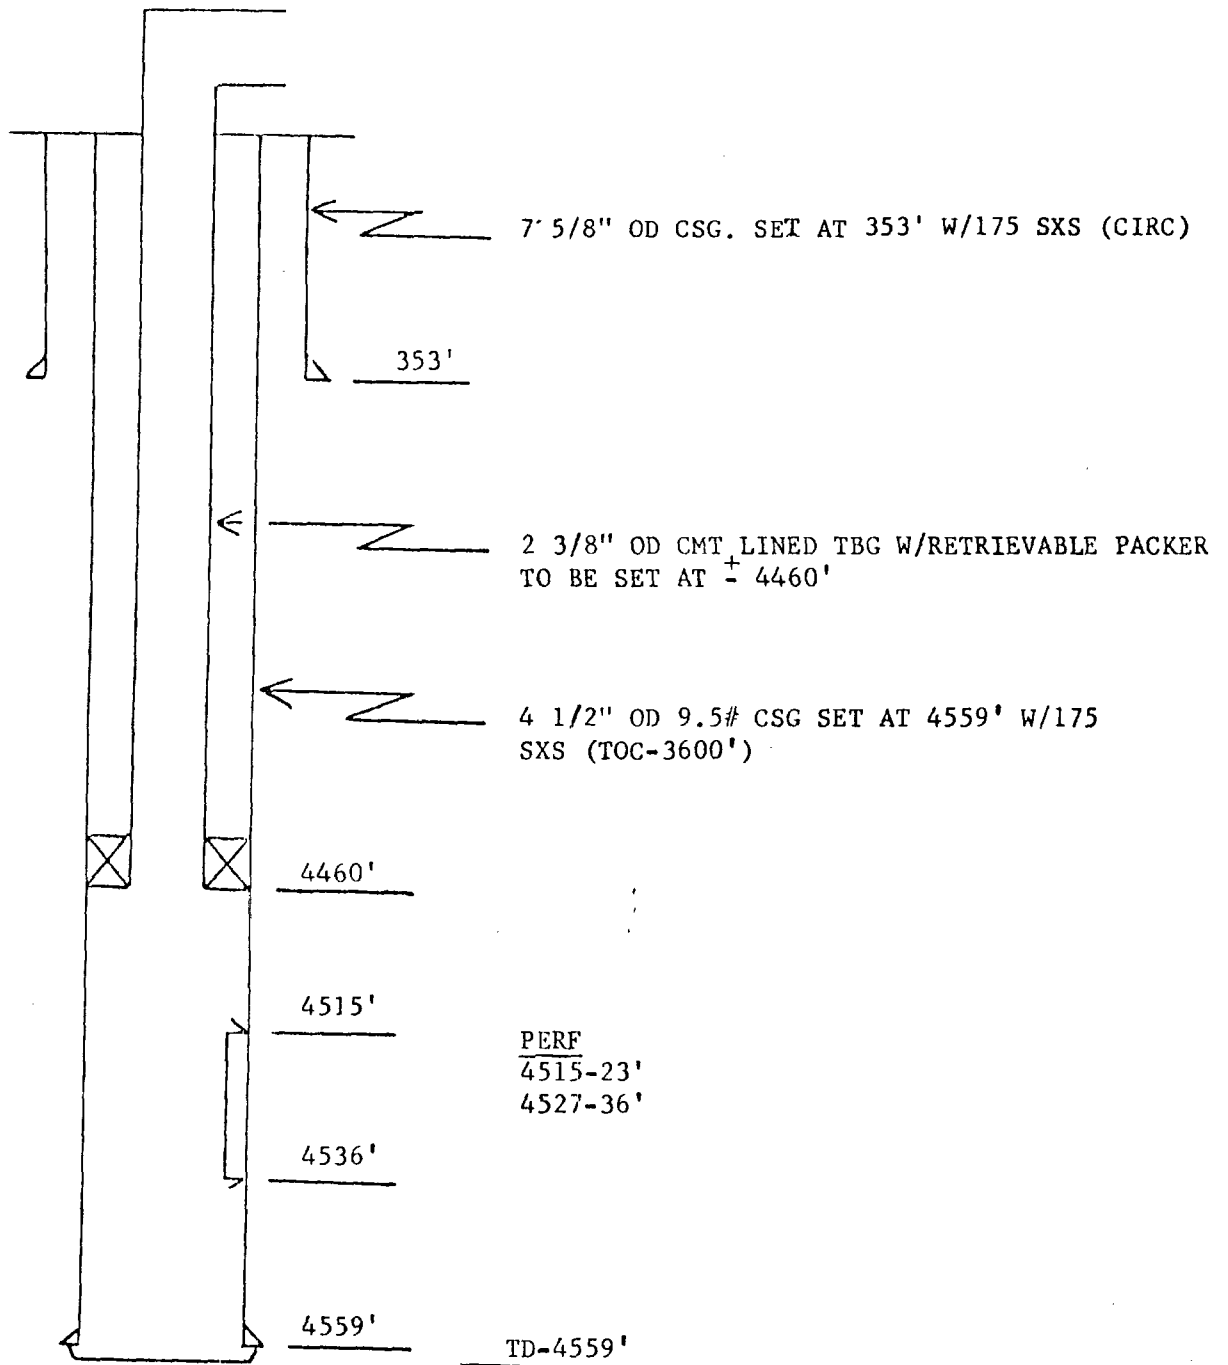 7 5/8" OD CSG. SET AT 353' W/175 SXS (CIRC)
353'
2 3/8" OD CMT LINED TBG W/RETRIEVABLE PACKER
TO BE SET AT ± 4460'
4 1/2" OD 9.5# CSG SET AT 4559' W/175
SXS (TOC-3600')
4460'
4515'
PERF
4515-23'
4527-36'
4536'
4559'
TD-4559'